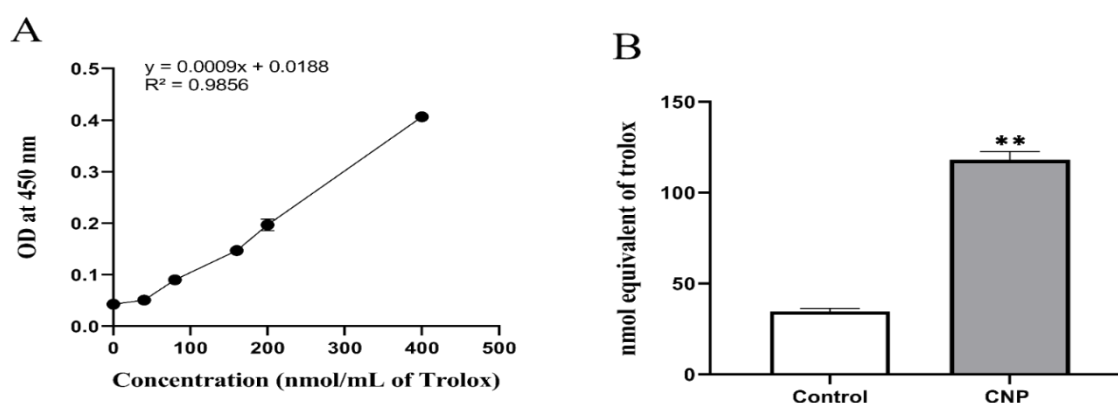 A
y = 0.0009x + 0.0188
R² = 0.9856
OD at 450 nm
0.5
0.4
0.3
0.2
0.1
0.0
0 100 200 300 400 500
Concentration (nmol/mL of Trolox)
B
nmol equivalent of trolox
150
100
50
0
**
Control CNP